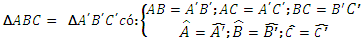 ΔABC = ΔA'B'C' có: { AB = A'B'; AC = A'C'; BC = B'C'
Â = Â'; B̂ = B̂'; Ĉ = Ĉ'